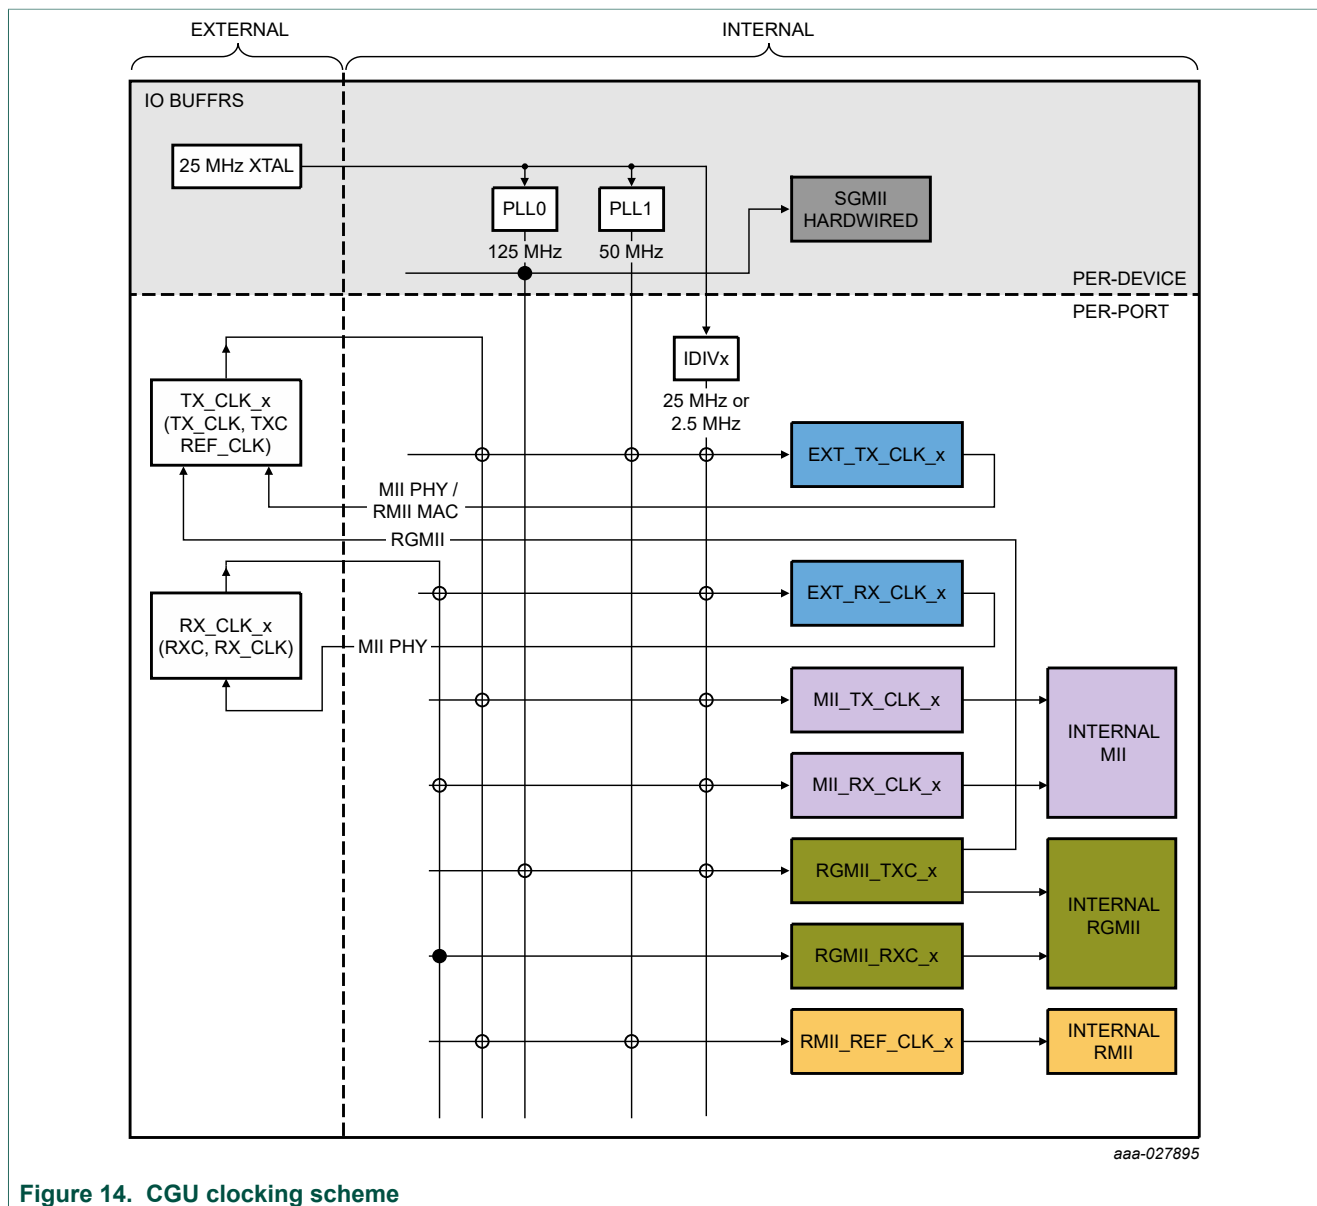 EXTERNAL
INTERNAL
IO BUFFRS
25 MHz XTAL
PLL0
PLL1
SGMII
HARDWIRED
125 MHz
50 MHz
PER-DEVICE
PER-PORT
IDIVx
TX_CLK_x
(TX_CLK, TXC
REF_CLK)
25 MHz or
2.5 MHz
EXT_TX_CLK_x
MII PHY /
RMII MAC
RGMII
EXT_RX_CLK_x
RX_CLK_x
(RXC, RX_CLK)
MII PHY
MII_TX_CLK_x
INTERNAL
MII
MII_RX_CLK_x
RGMII_TXC_x
INTERNAL
RGMII
RGMII_RXC_x
RMII_REF_CLK_x
INTERNAL
RMII
aaa-027895
Figure 14. CGU clocking scheme